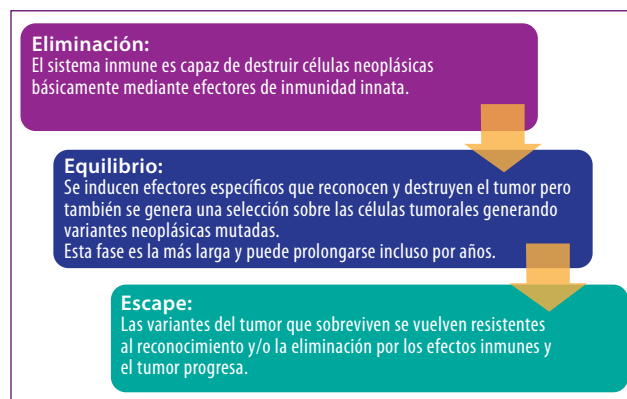 Eliminación:
El sistema inmune es capaz de destruir células neoplásicas
básicamente mediante efectores de inmunidad innata.
Equilibrio:
Se inducen efectores específicos que reconocen y destruyen el tumor pero
también se genera una selección sobre las células tumorales generando
variantes neoplásicas mutadas.
Esta fase es la más larga y puede prolongarse incluso por años.
Escape:
Las variantes del tumor que sobreviven se vuelven resistentes
al reconocimiento y/o la eliminación por los efectos inmunes y
el tumor progresa.